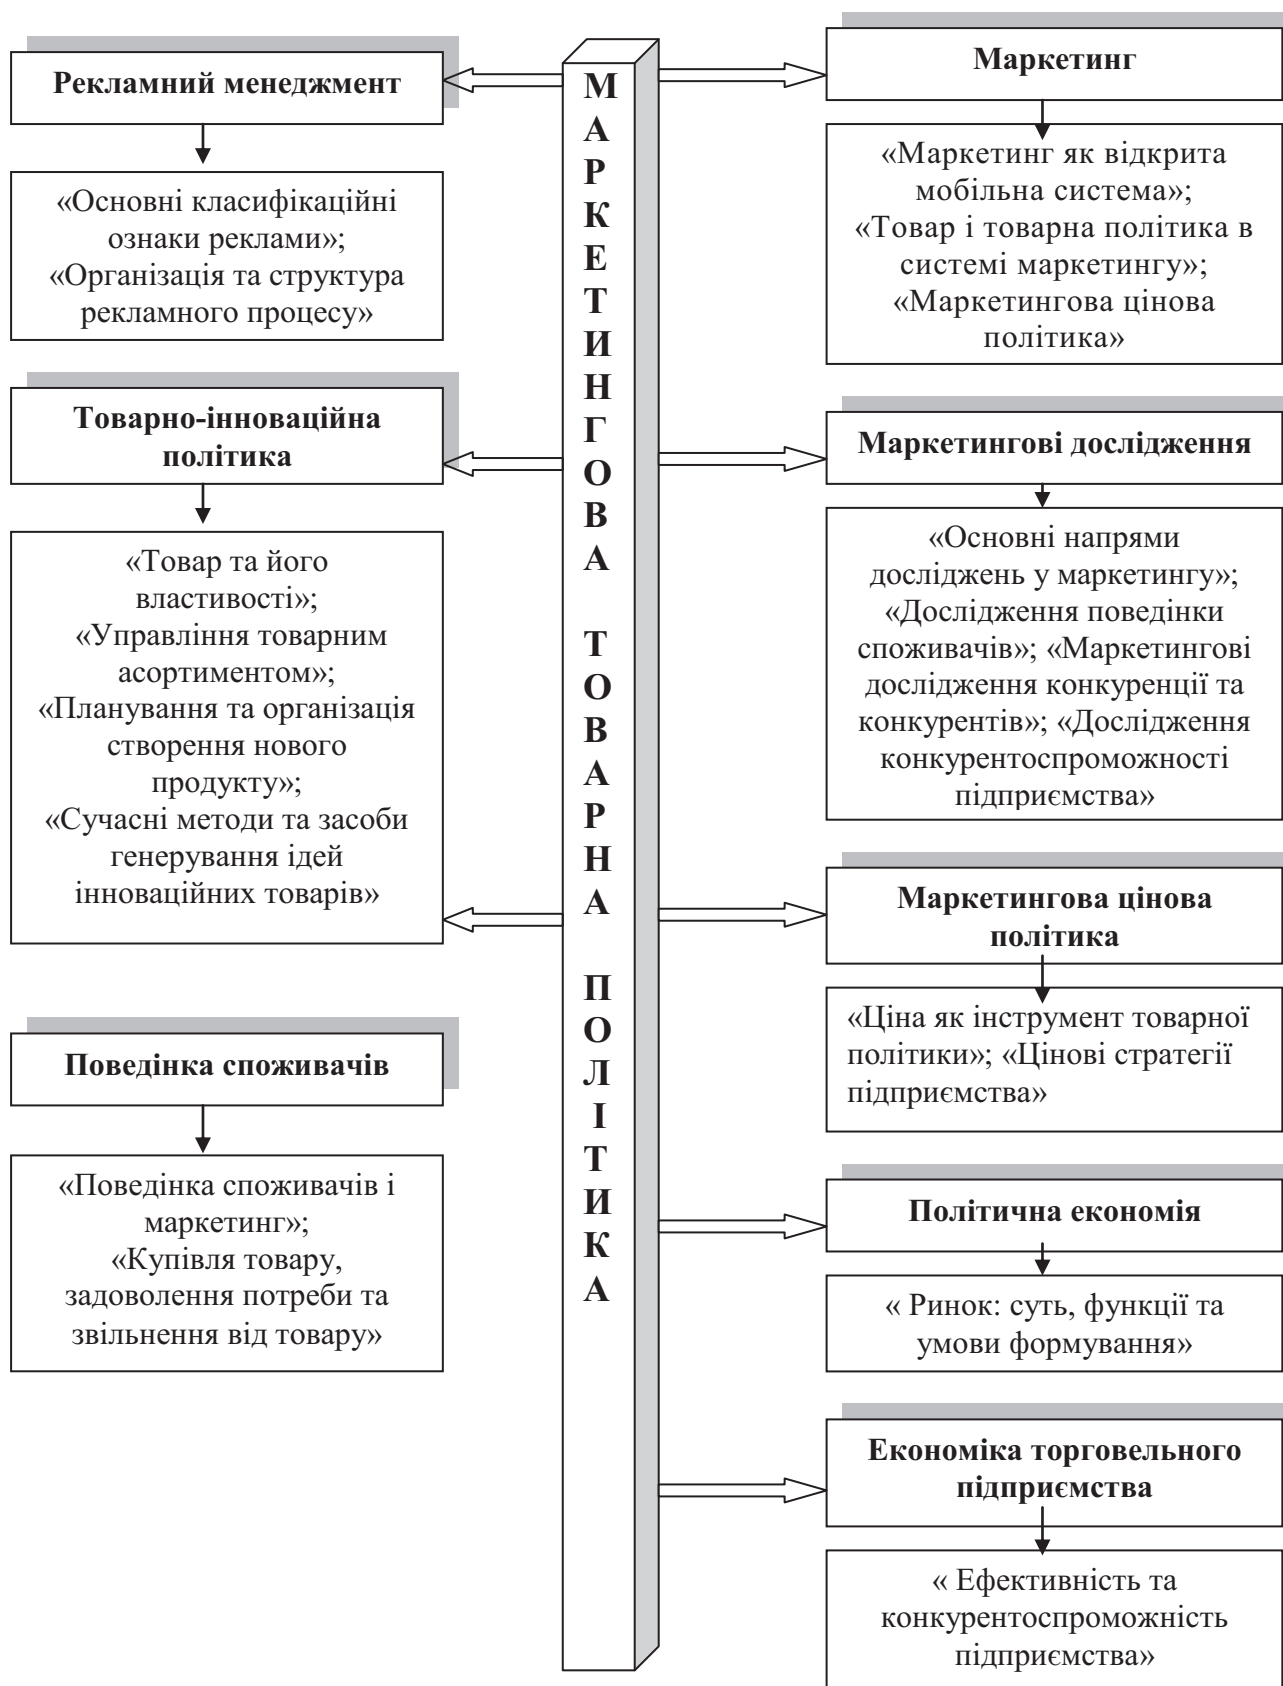 Рекламний менеджмент
«Основні класифікаційні
ознаки реклами»;
«Організація та структура
рекламного процесу»
Товарно-інноваційна
політика
«Товар та його
властивості»;
«Управління товарним
асортиментом»;
«Планування та організація
створення нового
продукту»;
«Сучасні методи та засоби
генерування ідей
інноваційних товарів»
Поведінка споживачів
«Поведінка споживачів і
маркетинг»;
«Купівля товару,
задоволення потреби та
звільнення від товару»
МАРКЕТИНГОВА ТОВАРНА ПОЛІТИКА
Маркетинг
«Маркетинг як відкрита
мобільна система»;
«Товар і товарна політика в
системі маркетингу»;
«Маркетингова цінова
політика»
Маркетингові дослідження
«Основні напрями
досліджень у маркетингу»;
«Дослідження поведінки
споживачів»; «Маркетингові
дослідження конкуренції та
конкурентів»; «Дослідження
конкурентоспроможності
підприємства»
Маркетингова цінова
політика
«Ціна як інструмент товарної
політики»; «Цінові стратегії
підприємства»
Політична економія
« Ринок: суть, функції та
умови формування»
Економіка торговельного
підприємства
« Ефективність та
конкурентоспроможність
підприємства»